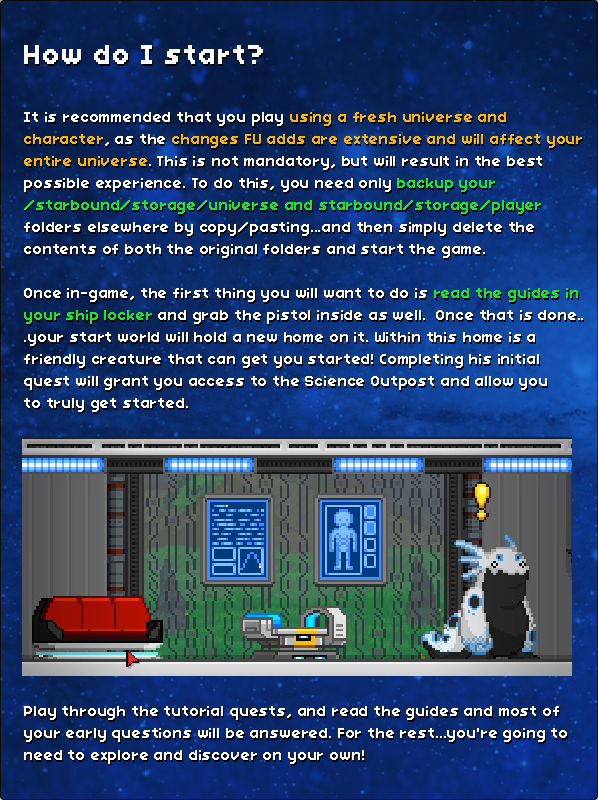 How do I start?
It is recommended that you play using a fresh universe and
character, as the changes FU adds are extensive and will affect your
entire universe. This is not mandatory, but will result in the best
possible experience. To do this, you need only backup your
/starbound/storage/universe and starbound/storage/player
folders elsewhere by copy/pasting...and then simply delete the
contents of both the original folders and start the game.
Once in-game, the first thing you will want to do is read the guides in
your ship locker and grab the pistol inside as well.  Once that is done..
.your start world will hold a new home on it. Within this home is a
friendly creature that can get you started! Completing his initial
quest will grant you access to the Science Outpost and allow you
to truly get started.
Play through the tutorial quests, and read the guides and most of
your early questions will be answered. For the rest...you're going to
need to explore and discover on your own!